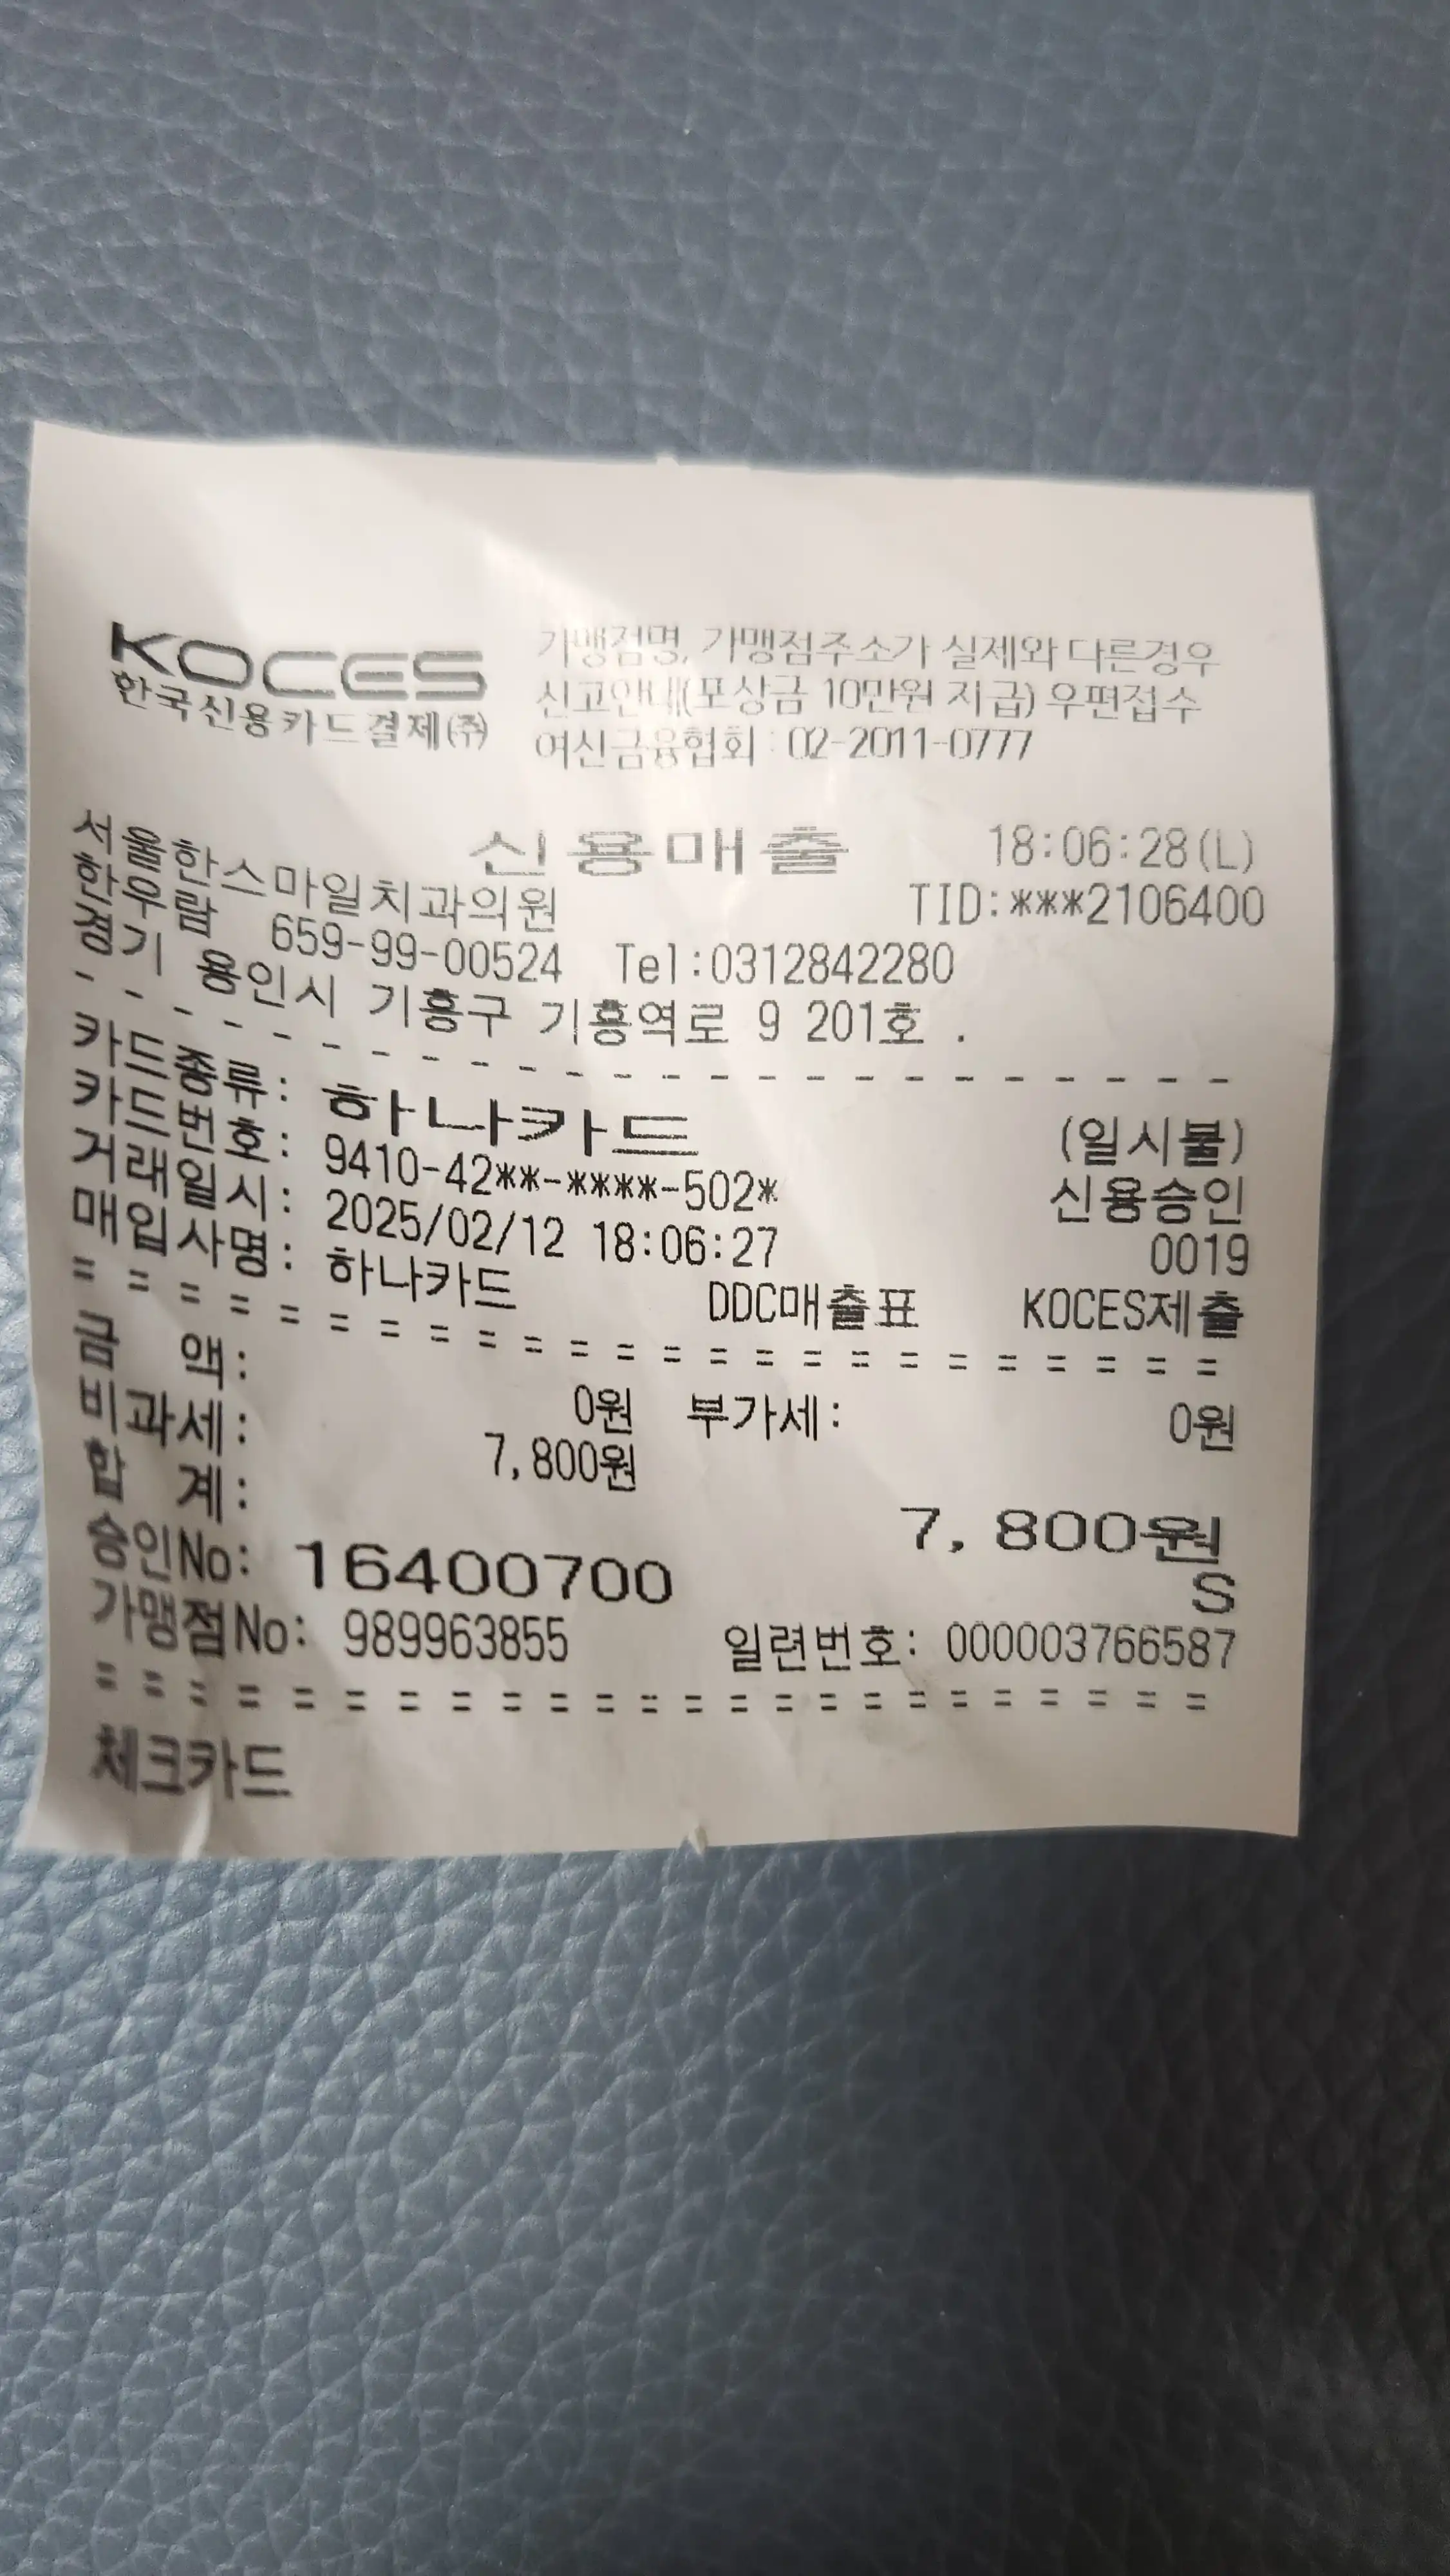 KOCES
한국신용카드결제(주)
가맹점명, 가맹점주소가 실제와 다른경우
신고안내(포상금 10만원 지급) 우편접수
여신금융협회 : 02-2011-0777
신용매출 18:06:28(L)
서울한스마일치과의원 TID:***2106400
한우람 659-99-00524 Tel:0312842280
경기 용인시 기흥구 기흥역로 9 201호 .
카드종류: 하나카드 (일시불)
카드번호: 9410-42**-****-502* 신용승인
거래일시: 2025/02/12 18:06:27 0019
매입사명: 하나카드 DDC매출표 KOCES제출
금 액: 0원 부가세: 0원
비과세: 7,800원
합 계: 7,800원
승인No: 16400700 S
가맹점No: 989963855 일련번호: 000003766587
체크카드